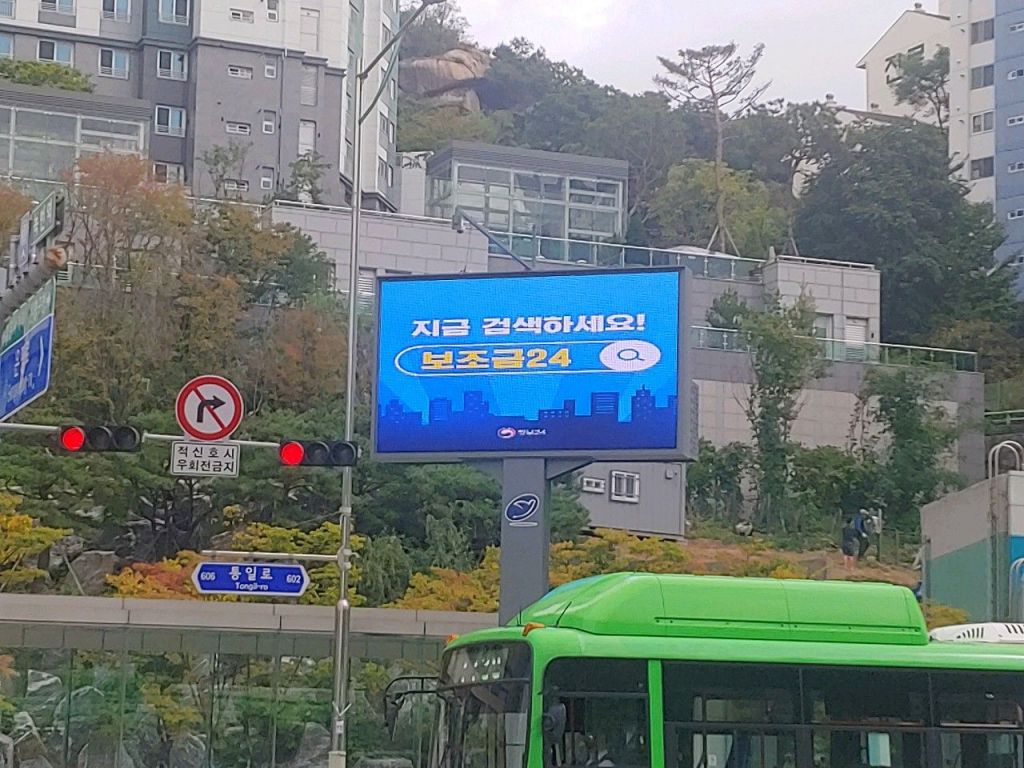 지금 검색하세요!
보조금24
적신호시
우회전금지
606 통일로 602
Tongil-ro